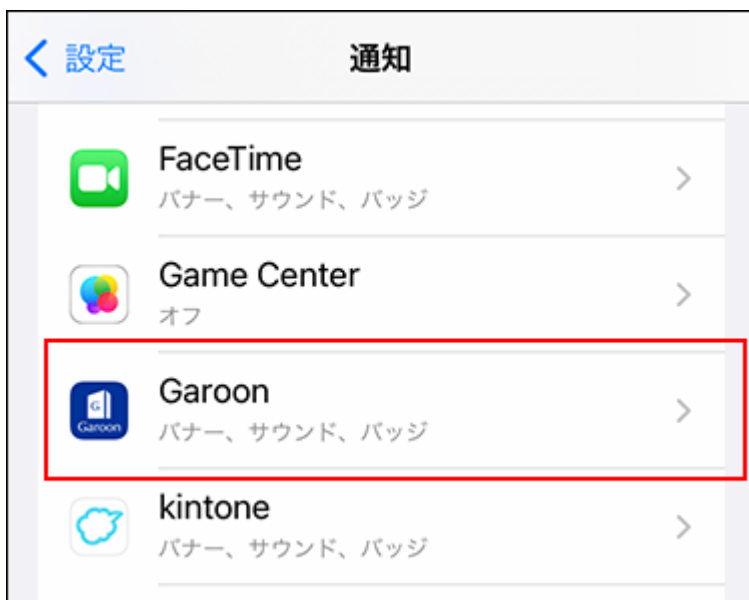 設定
通知
FaceTime
バナー、サウンド、バッジ
Game Center
オフ
G
Garoon
Garoon
バナー、サウンド、バッジ
kintone
バナー、サウンド、バッジ